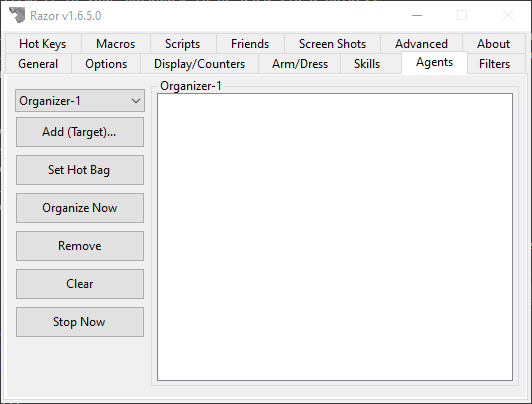 Razor v1.6.5.0
Hot Keys Macros Scripts Friends Screen Shots Advanced About
General Options Display/Counters Arm/Dress Skills Agents Filters
Organizer-1
Organizer-1
Add (Target)...
Set Hot Bag
Organize Now
Remove
Clear
Stop Now